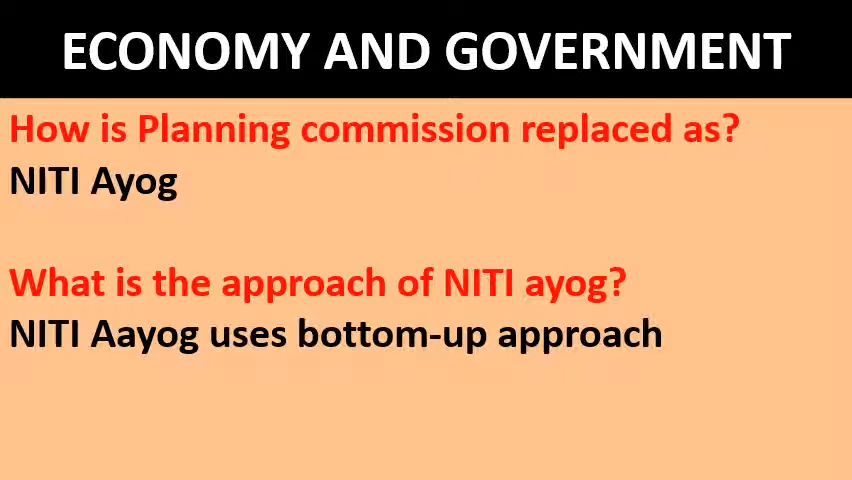 ECONOMY AND GOVERNMENT
How is Planning commission replaced as?
NITI Ayog
What is the approach of NITI ayog?
NITI Aayog uses bottom-up approach